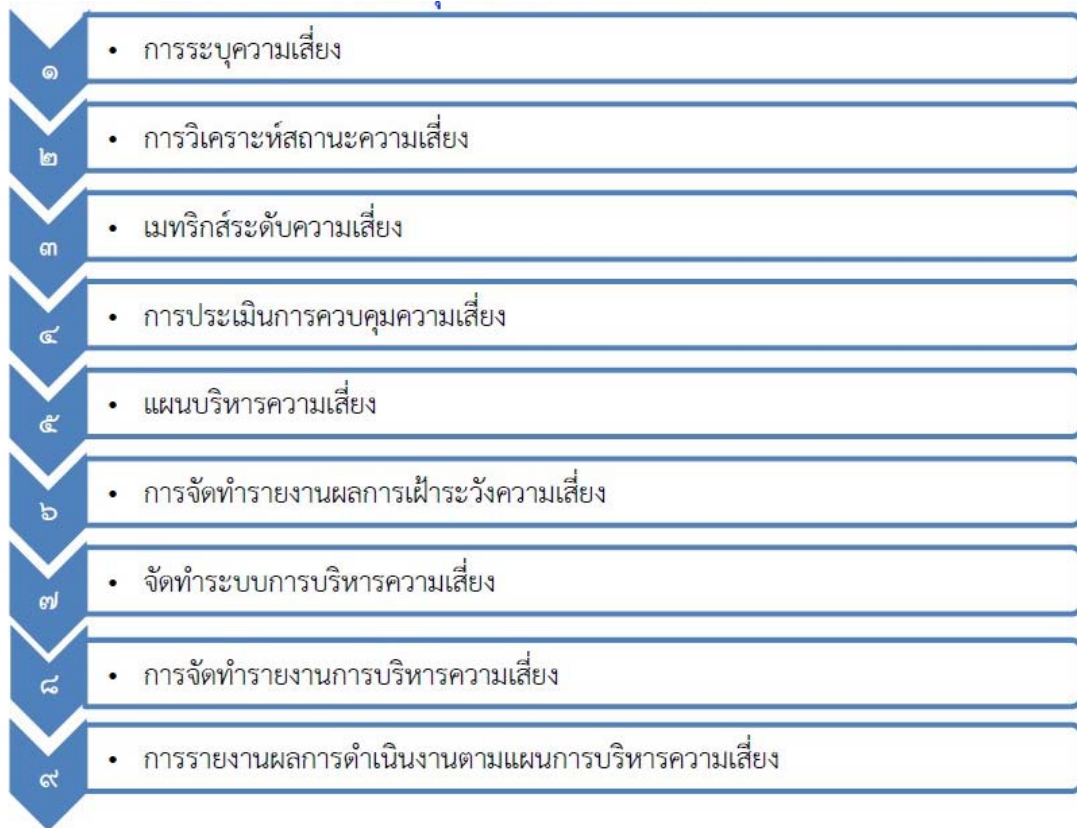 ๑
• การระบุความเสี่ยง
๒
• การวิเคราะห์สถานะความเสี่ยง
๓
• เมทริกส์ระดับความเสี่ยง
๔
• การประเมินการควบคุมความเสี่ยง
๕
• แผนบริหารความเสี่ยง
๖
• การจัดทำรายงานผลการเฝ้าระวังความเสี่ยง
๗
• จัดทำระบบการบริหารความเสี่ยง
๘
• การจัดทำรายงานการบริหารความเสี่ยง
๙
• การรายงานผลการดำเนินงานตามแผนการบริหารความเสี่ยง